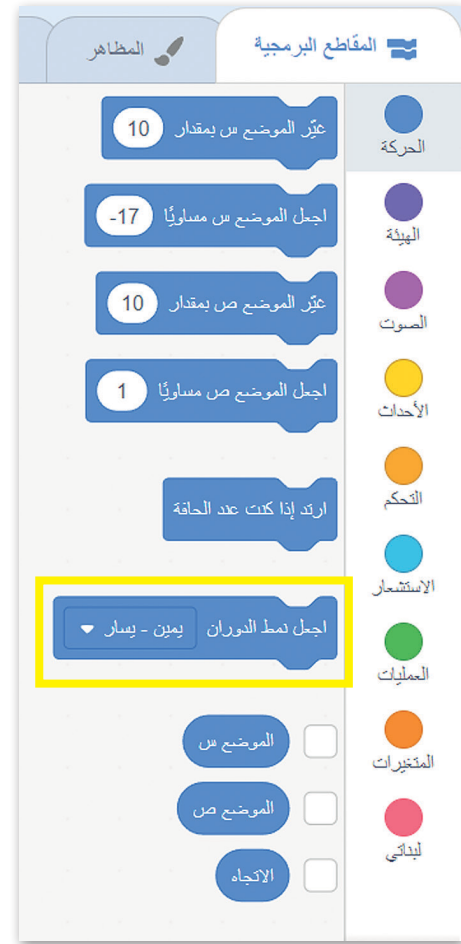 المقاطع البرمجية
المظاهر
الحركة
الهيئة
الصوت
الأحداث
التحكم
الاستشعار
العمليات
المتغيرات
لبناتي
غيّر الموضع س بمقدار 10
اجعل الموضع س مساويًا -17
غيّر الموضع ص بمقدار 10
اجعل الموضع ص مساويًا 1
ارتد إذا كنت عند الحافة
اجعل نمط الدوران يمين - يسار
الموضع س
الموضع ص
الاتجاه